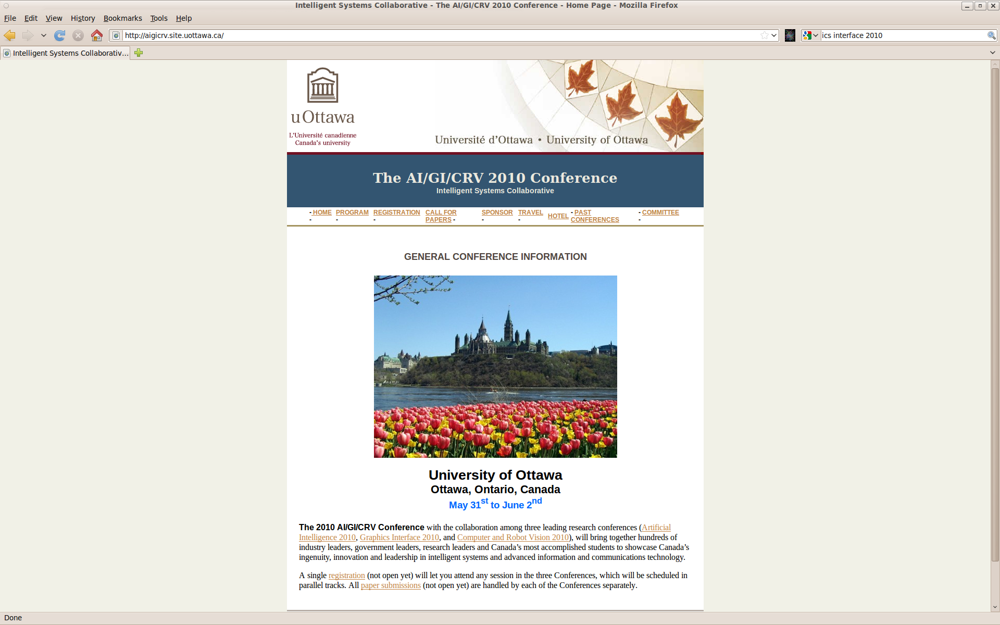 Intelligent Systems Collaborative - The AI/GI/CRV 2010 Conference - Home Page - Mozilla Firefox
File Edit View History Bookmarks Tools Help
http://aigicrv.site.uottawa.ca/
ics interface 2010
Intelligent Systems Collaborativ...
uOttawa
L'Université canadienne
Canada's university
Université d'Ottawa • University of Ottawa
The AI/GI/CRV 2010 Conference
Intelligent Systems Collaborative
- HOME - PROGRAM - REGISTRATION - CALL FOR PAPERS - SPONSOR - TRAVEL - HOTEL - PAST CONFERENCES - COMMITTEE -
GENERAL CONFERENCE INFORMATION
University of Ottawa
Ottawa, Ontario, Canada
May 31st to June 2nd
The 2010 AI/GI/CRV Conference with the collaboration among three leading research conferences (Artificial
Intelligence 2010, Graphics Interface 2010, and Computer and Robot Vision 2010), will bring together hundreds of
industry leaders, government leaders, research leaders and Canada's most accomplished students to showcase Canada's
ingenuity, innovation and leadership in intelligent systems and advanced information and communications technology.
A single registration (not open yet) will let you attend any session in the three Conferences, which will be scheduled in
parallel tracks. All paper submissions (not open yet) are handled by each of the Conferences separately.
Done